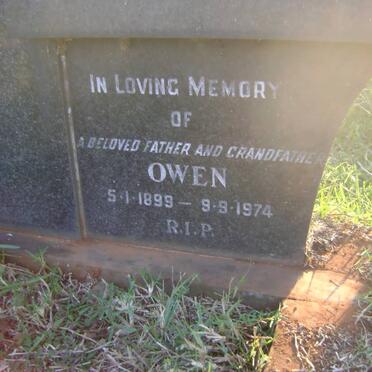 IN LOVING MEMORY
OF
A BELOVED FATHER AND GRANDFATHER
OWEN
5-1-1899 - 9-9-1974
R.I.P.